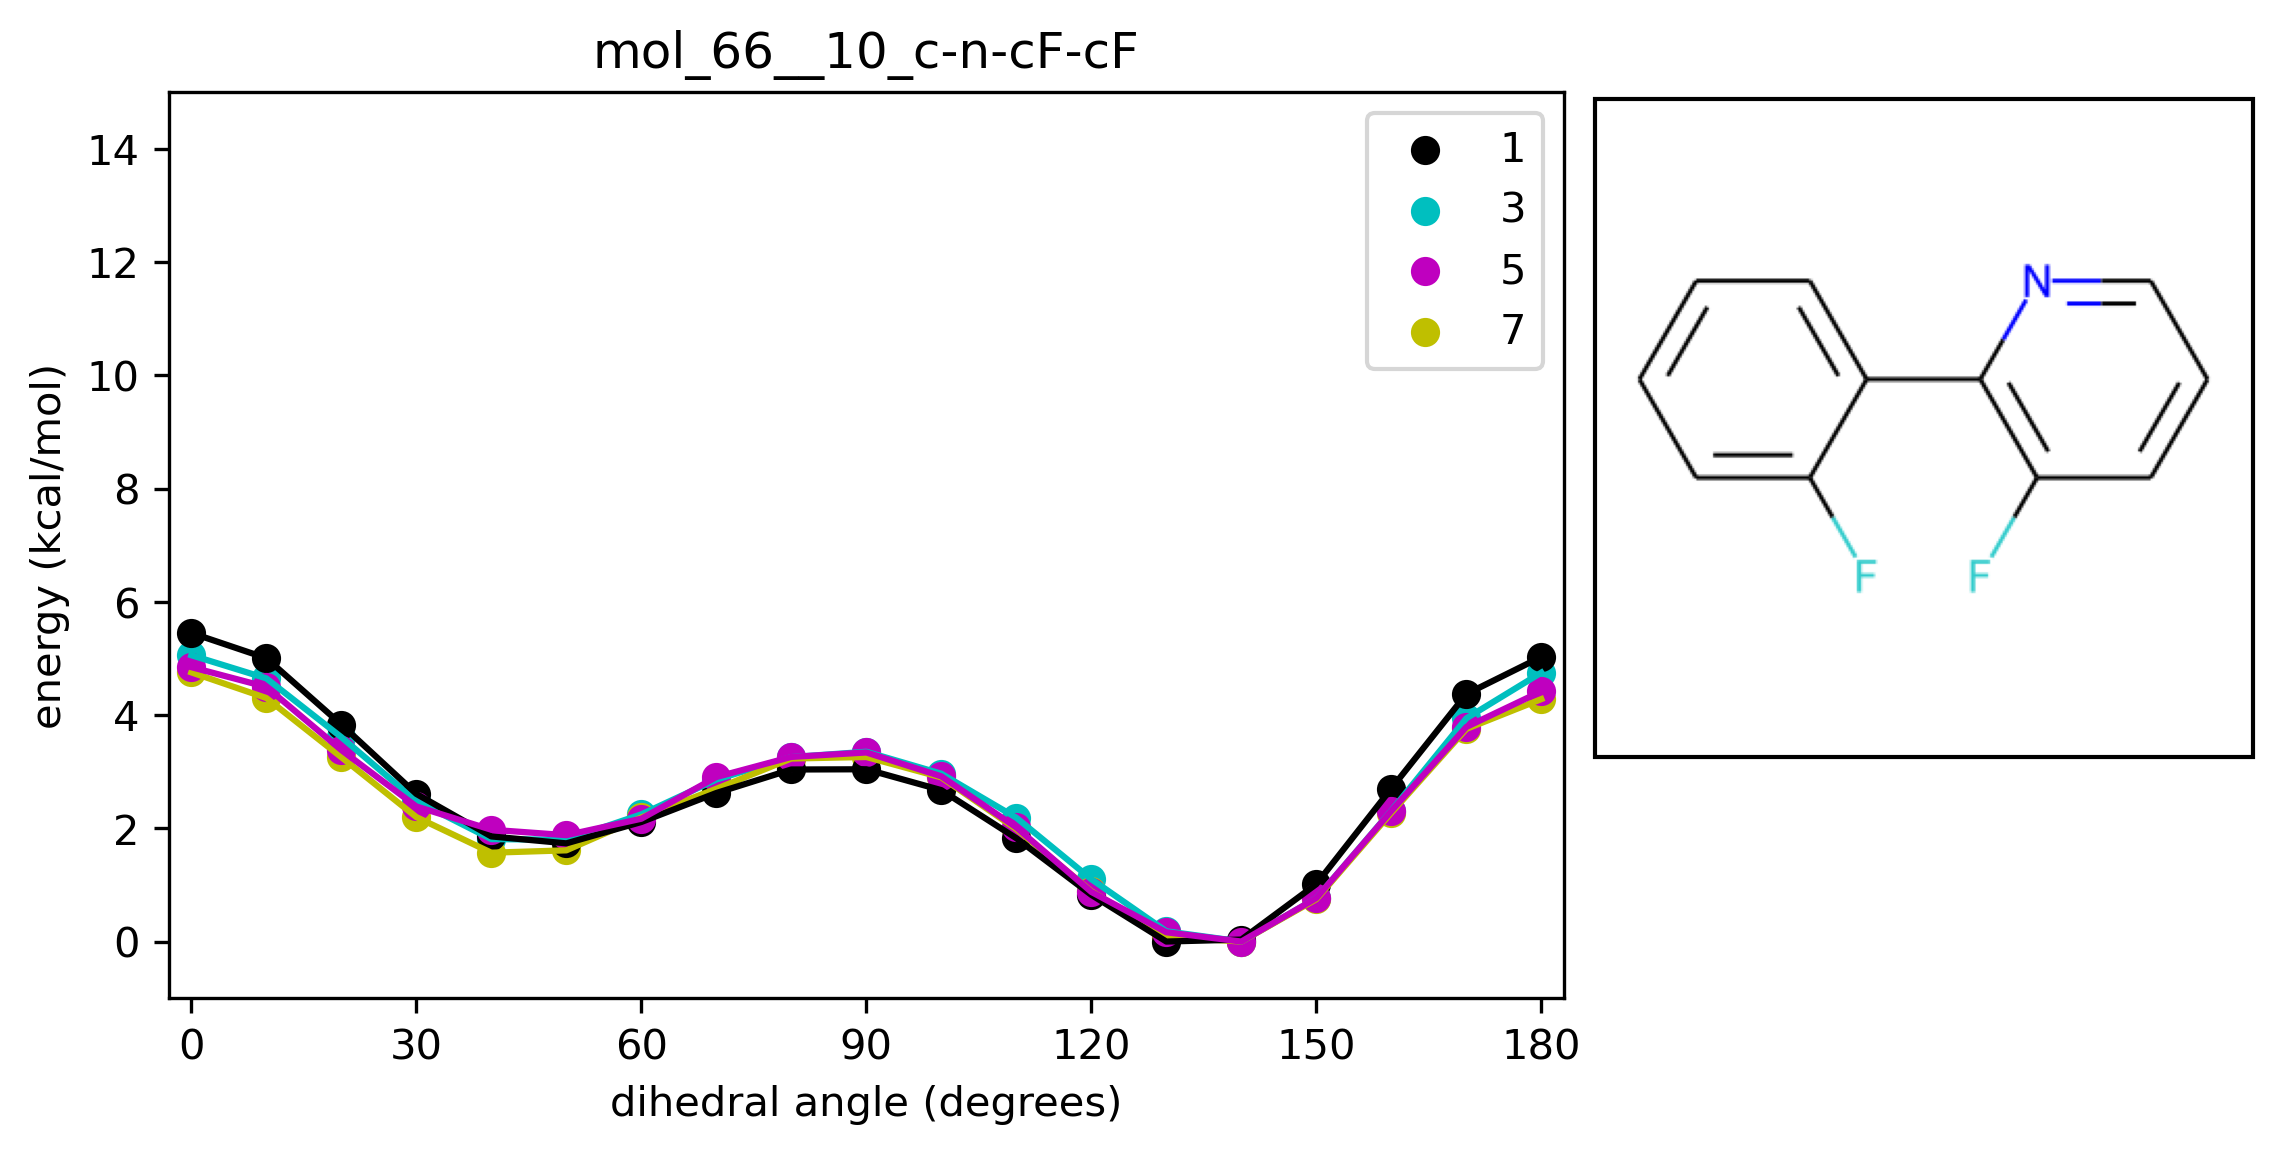 mol_66__10_c-n-cF-cF
14
12
10
8
6
4
2
0
energy (kcal/mol)
0 30 60 90 120 150 180
dihedral angle (degrees)
1
3
5
7
N
F F